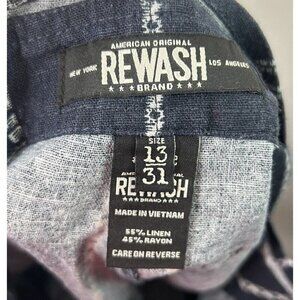 AMERICAN ORIGINAL
NEW YORK REWASH LOS ANGELES
★★★ BRAND ★★★
SIZE
13
31
REWASH
BRAND
MADE IN VIETNAM
55% LINEN
45% RAYON
CARE ON REVERSE